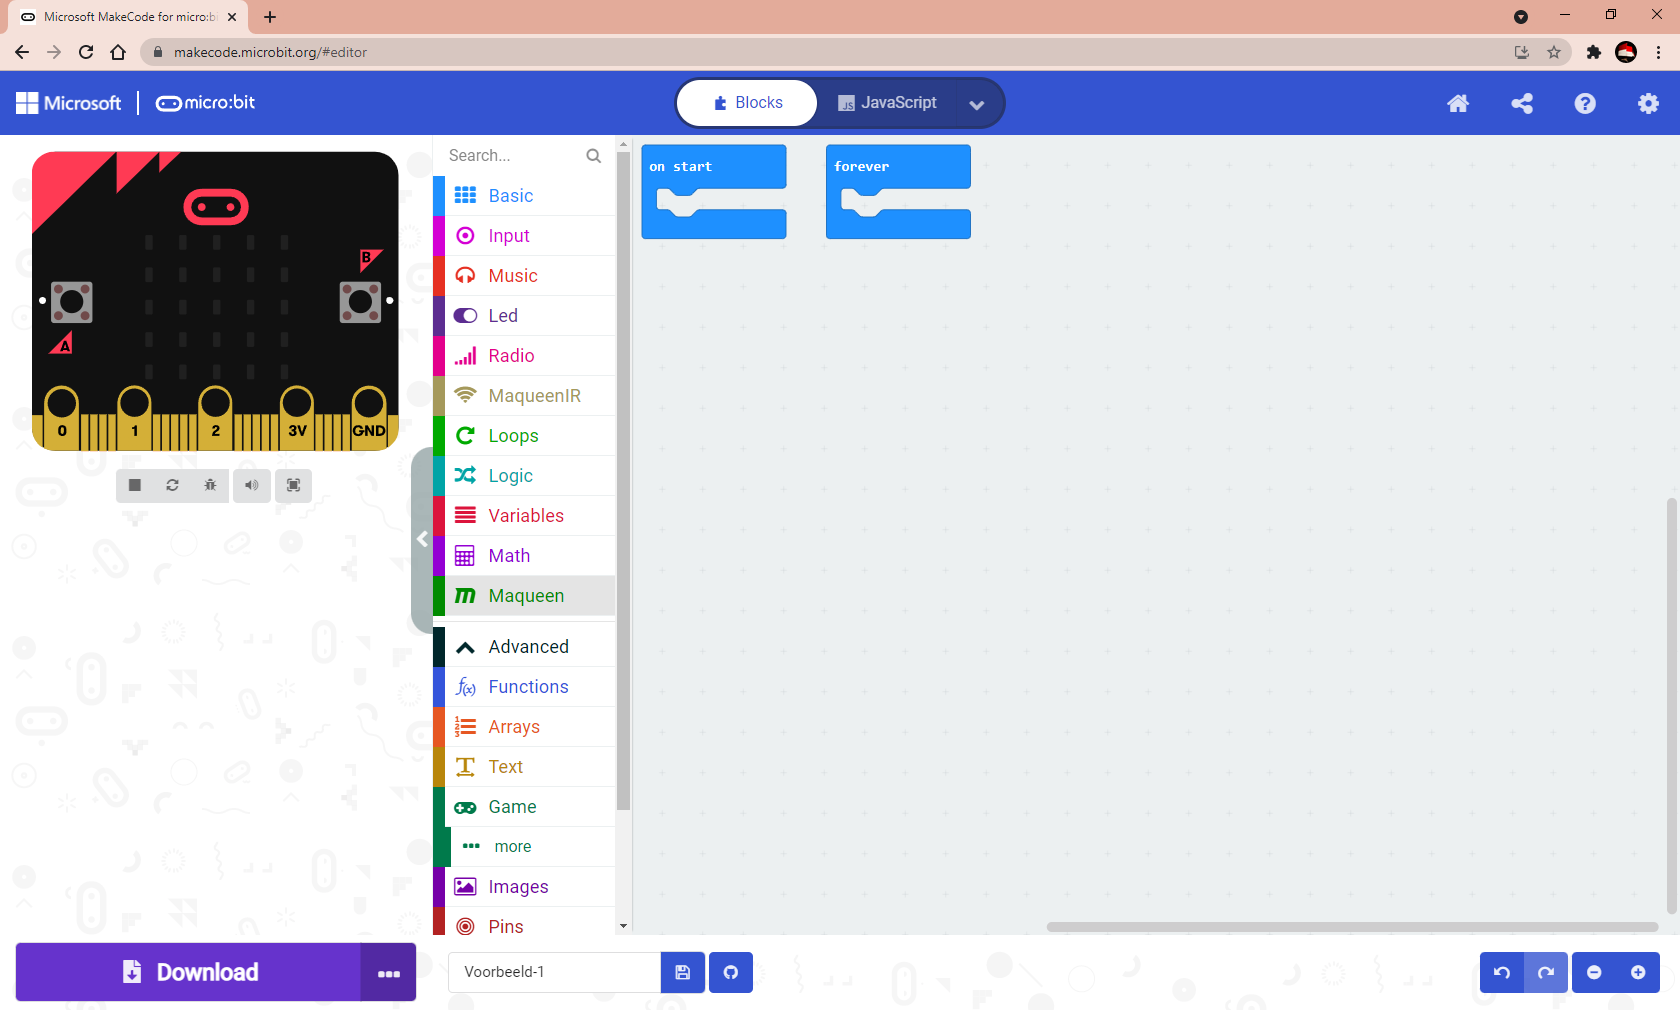 Microsoft MakeCode for micro:bi
makecode.microbit.org/#editor
Microsoft
micro:bit
Blocks
JS
JavaScript
B
A
0
1
2
3V
GND
Search...
Basic
Input
Music
Led
Radio
MaqueenIR
Loops
Logic
Variables
Math
Maqueen
Advanced
Functions
Arrays
Text
Game
more
Images
Pins
on start
forever
Download
Voorbeeld-1